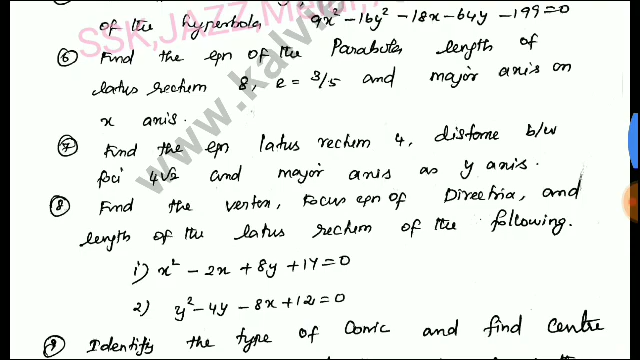 of the hyperbola 9x² - 16y² - 18x - 64y - 199 = 0
SSK, JAZZ, M
⑥ Find the eqn of the Parabola length of
latus rectum 8, e = 3/5 and major axis on
x axis.
www.kalvi
⑦ Find the eqn latus rectum 4, distance b/w
foci 4√2 and major axis as y axis.
⑧ Find the vertex, Focus eqn of Directrix, and
length of the latus rectum of the following.
i) x² - 2x + 8y + 17 = 0
2) y² - 4y - 8x + 12 = 0
⑨ Identify the type of Conic and find centre